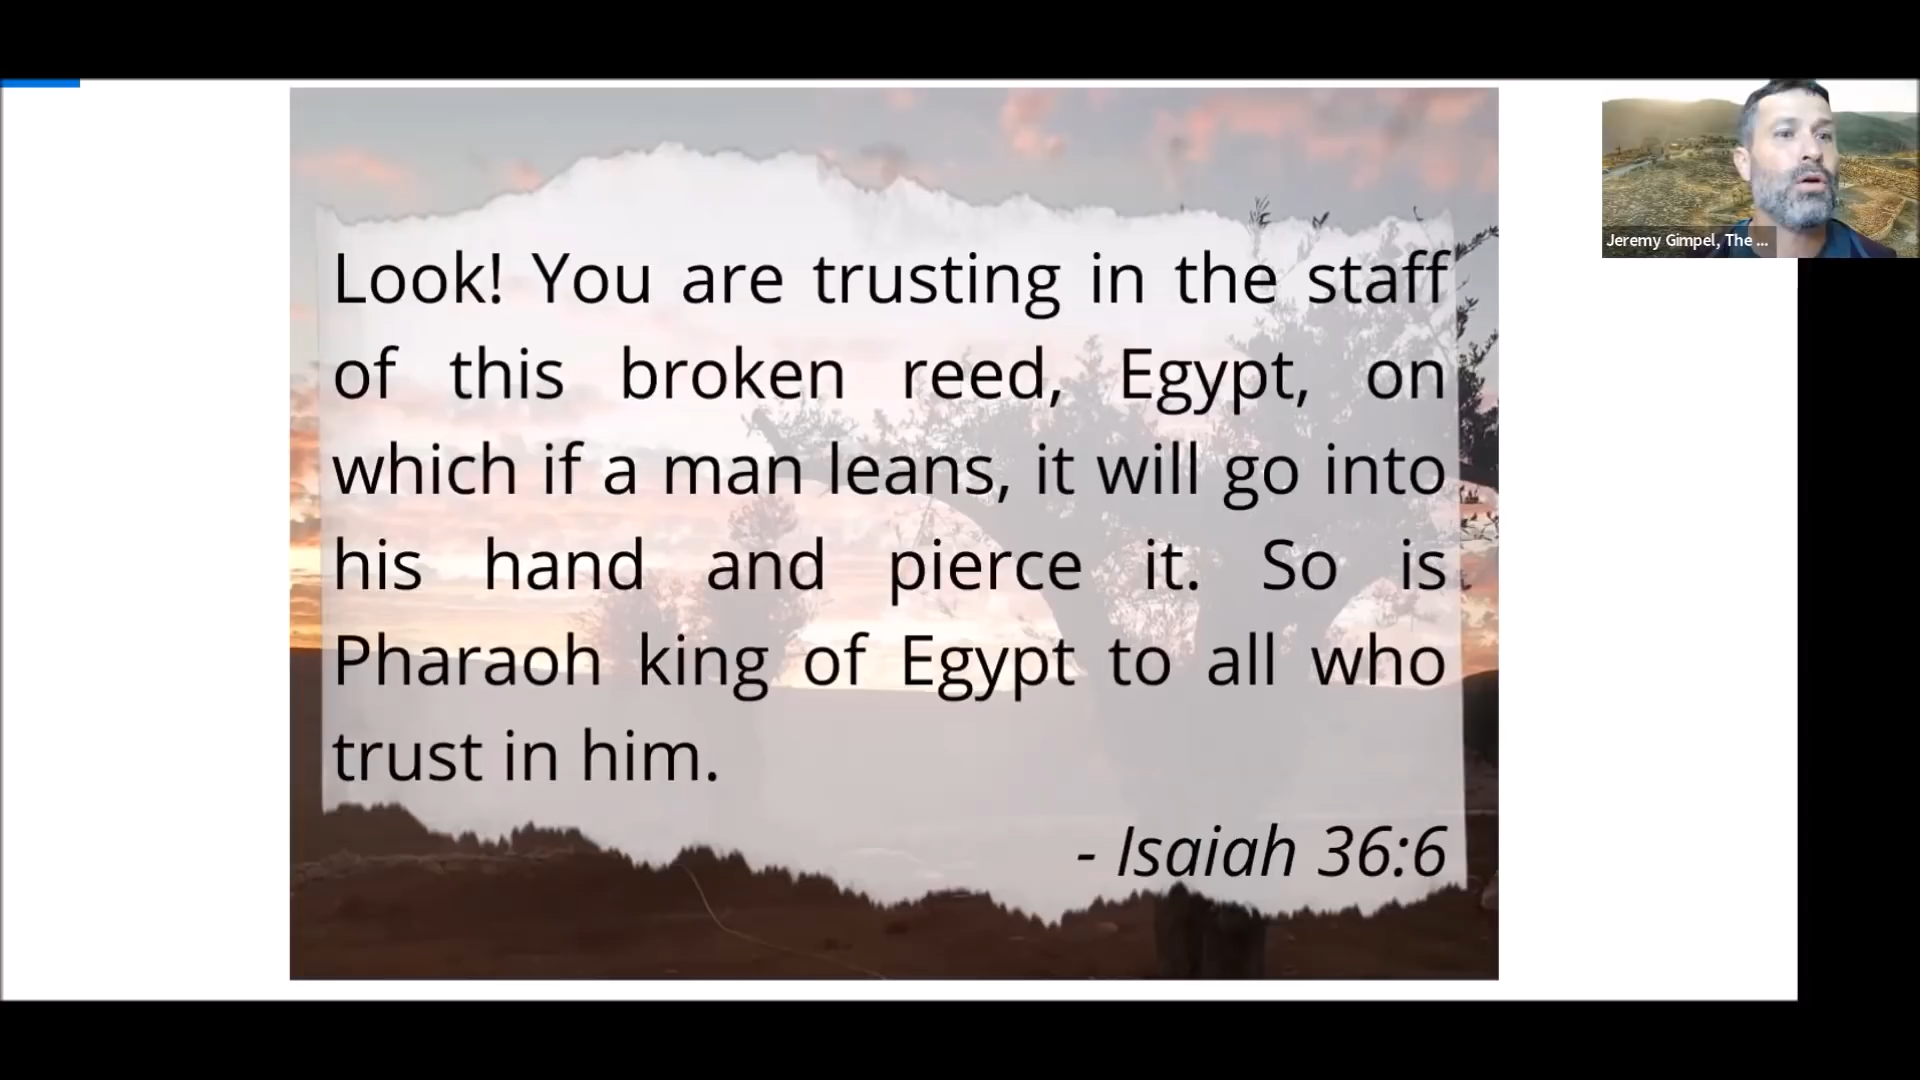 Look! You are trusting in the staff
of this broken reed, Egypt, on
which if a man leans, it will go into
his hand and pierce it. So is
Pharaoh king of Egypt to all who
trust in him.
- Isaiah 36:6
Jeremy Gimpel, The ...